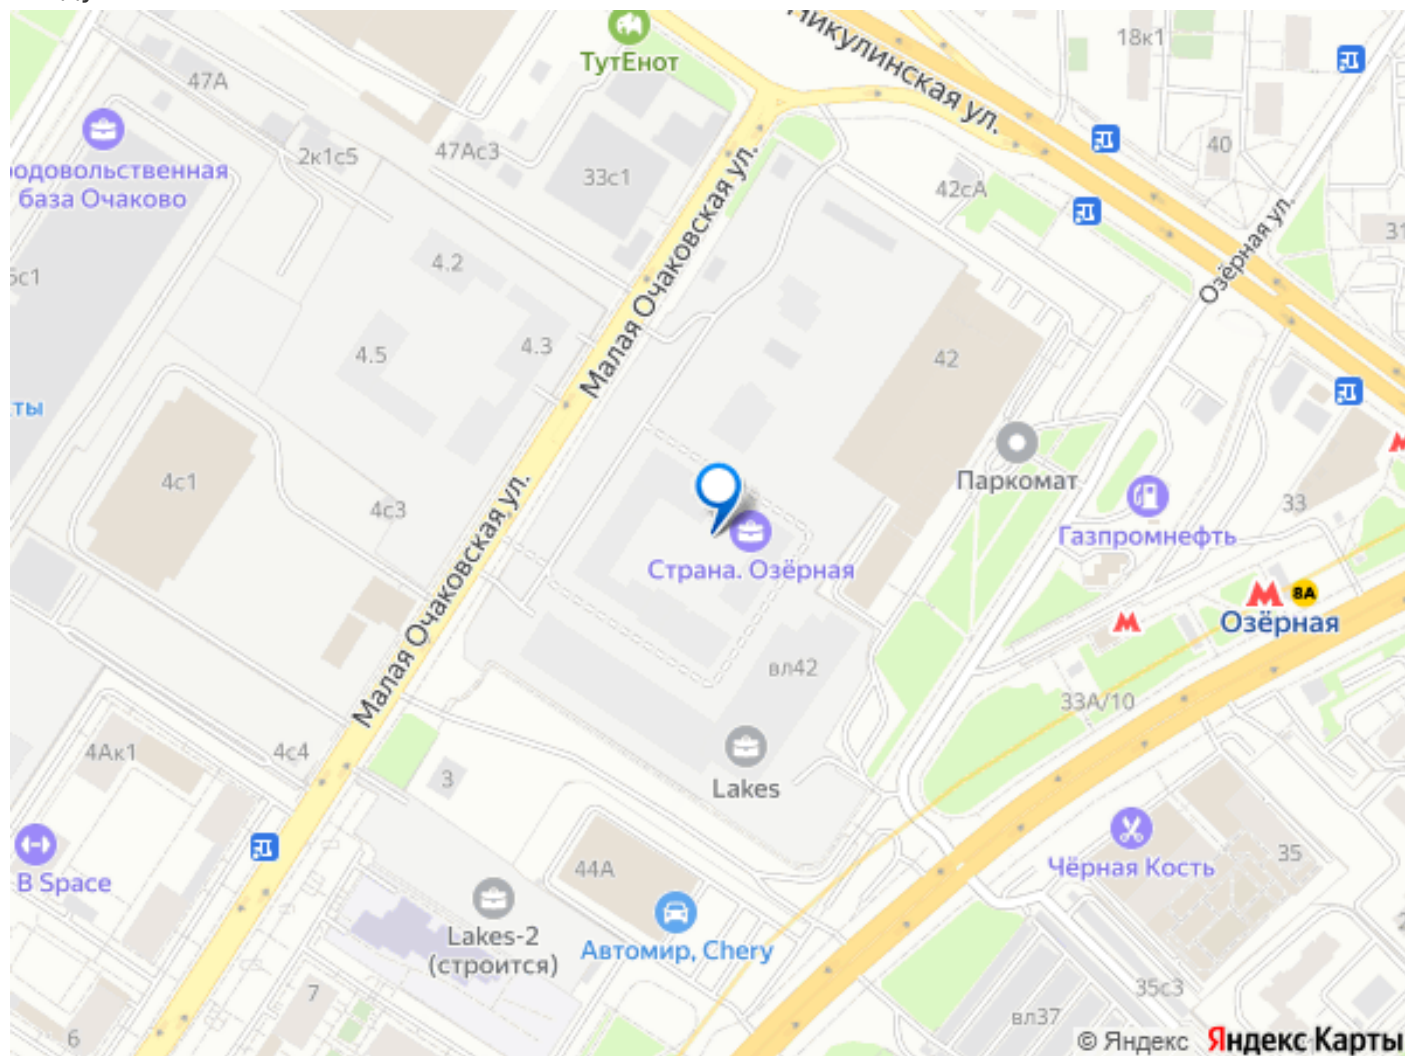 ТутЕнот
Никулинская ул.
18к1
47А
одовольственная
база Очаково
2к1с5
47Ас3
33с1
40
42сА
31
Озёрная ул.
Малая Очаковская ул.
4.2
4.3
4.5
42
4с1
4с3
Паркомат
Газпромнефть
33
Страна. Озёрная
8А
Озёрная
Малая Очаковская ул.
вл42
33А/10
4Ак1
4с4
3
Lakes
B Space
44А
Чёрная Кость
35
Lakes-2
(строится)
Автомир, Chery
7
6
35с3
вл37
© Яндекс Яндекс Карты